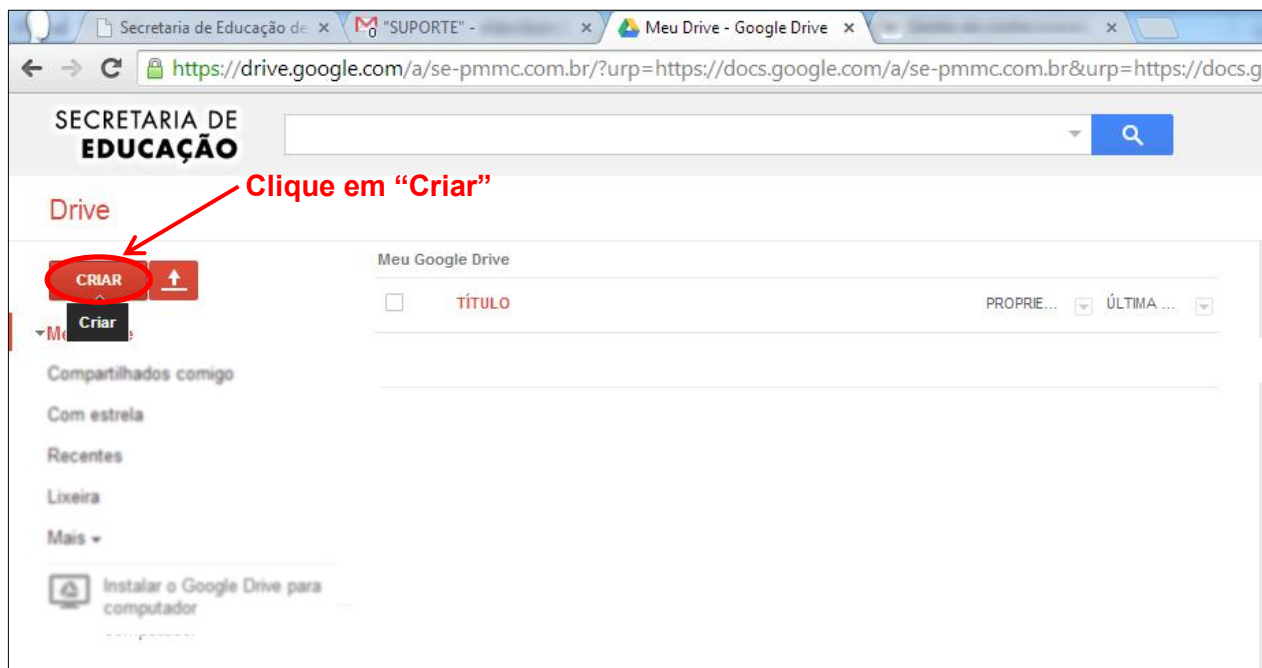 Secretaria de Educação de
"SUPORTE" -
Meu Drive - Google Drive
https://drive.google.com/a/se-pmmc.com.br/?urp=https://docs.google.com/a/se-pmmc.com.br&urp=https://docs.g
SECRETARIA DE
EDUCAÇÃO
Clique em “Criar”
Drive
CRIAR
Criar
Meu Google Drive
TÍTULO
PROPRIE... ÚLTIMA ...
Compartilhados comigo
Com estrela
Recentes
Lixeira
Mais
Instalar o Google Drive para
computador